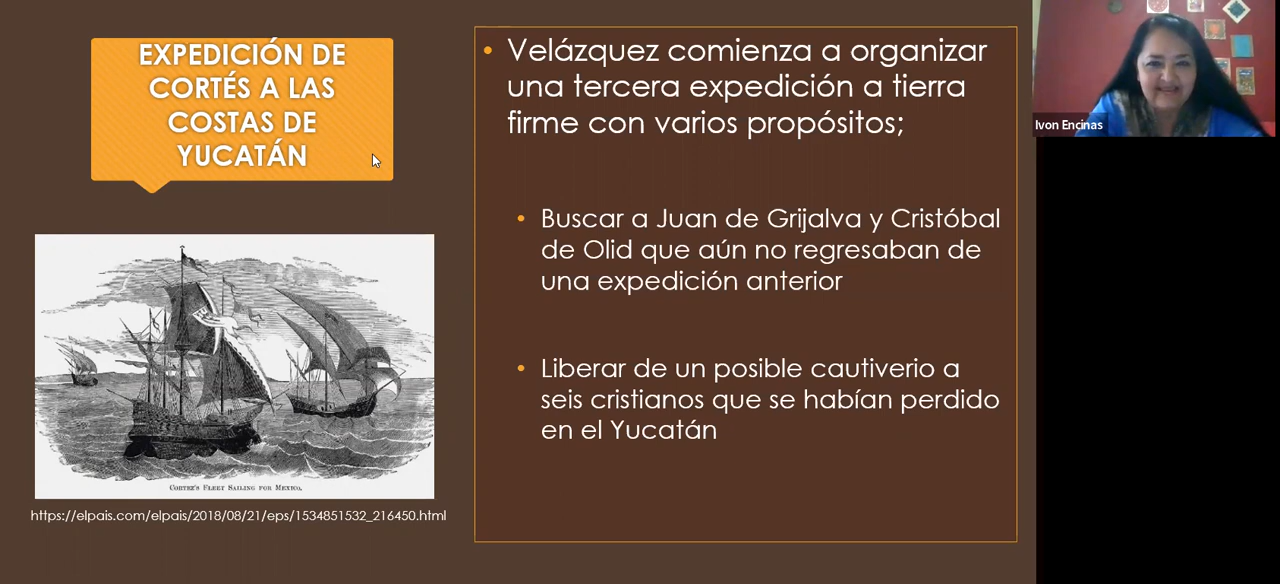 EXPEDICIÓN DE
CORTÉS A LAS
COSTAS DE
YUCATÁN
CORTEZ'S FLEET SAILING FOR MEXICO.
https://elpais.com/elpais/2018/08/21/eps/1534851532_216450.html
• Velázquez comienza a organizar
una tercera expedición a tierra
firme con varios propósitos;
• Buscar a Juan de Grijalva y Cristóbal
de Olid que aún no regresaban de
una expedición anterior
• Liberar de un posible cautiverio a
seis cristianos que se habían perdido
en el Yucatán
Ivon Encinas